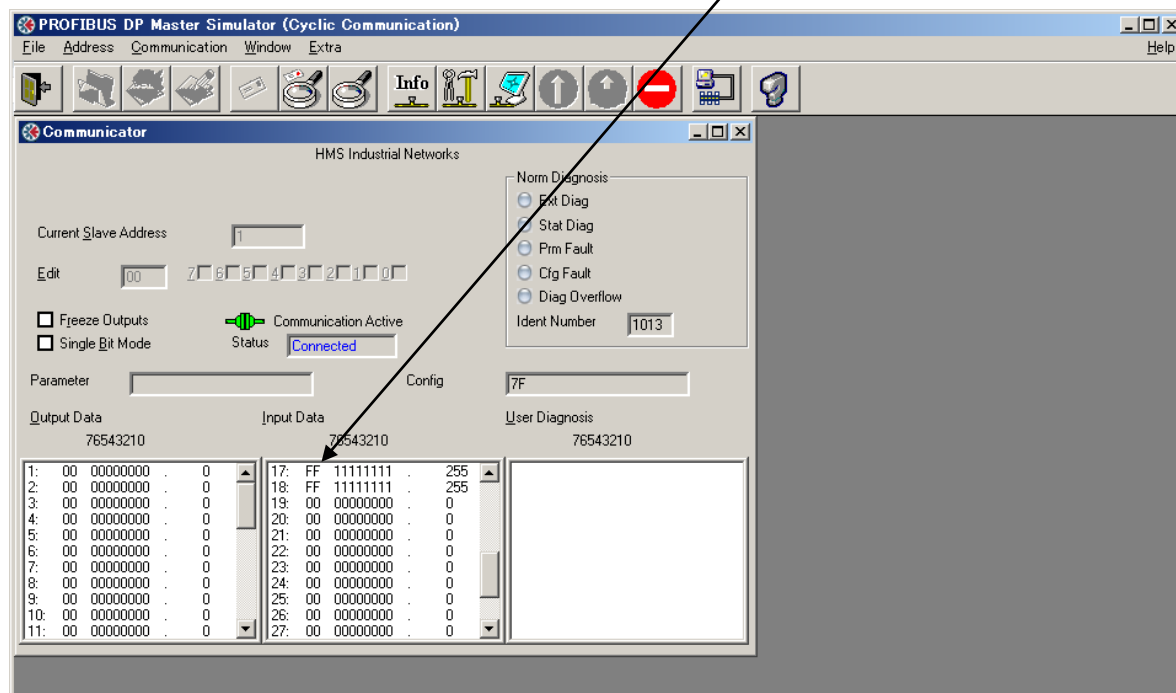 PROFIBUS DP Master Simulator (Cyclic Communication)
File Address Communication Window Extra Help
Info
Communicator
HMS Industrial Networks
Norm Diagnosis
Ext Diag
Stat Diag
Prm Fault
Cfg Fault
Diag Overflow
Ident Number 1013
Current Slave Address 1
Edit 00 7 6 5 4 3 2 1 0
Freeze Outputs
Communication Active
Single Bit Mode
Status Connected
Parameter
Config 7F
Output Data
76543210
1: 00 00000000 . 0
2: 00 00000000 . 0
3: 00 00000000 . 0
4: 00 00000000 . 0
5: 00 00000000 . 0
6: 00 00000000 . 0
7: 00 00000000 . 0
8: 00 00000000 . 0
9: 00 00000000 . 0
10: 00 00000000 . 0
11: 00 00000000 . 0
Input Data
76543210
17: FF 11111111 . 255
18: FF 11111111 . 255
19: 00 00000000 . 0
20: 00 00000000 . 0
21: 00 00000000 . 0
22: 00 00000000 . 0
23: 00 00000000 . 0
24: 00 00000000 . 0
25: 00 00000000 . 0
26: 00 00000000 . 0
27: 00 00000000 . 0
User Diagnosis
76543210